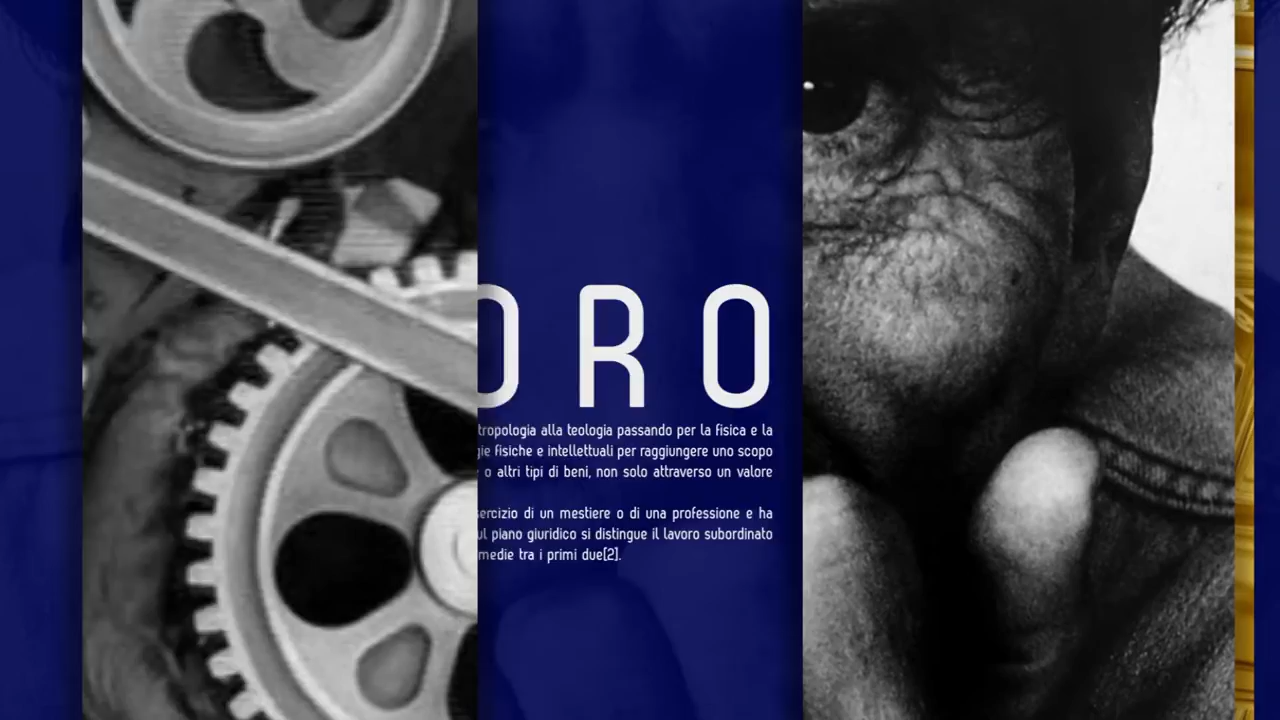 ORO
tropologia alla teologia passando per la fisica e la
gie fisiche e intellettuali per raggiungere uno scopo
e o altri tipi di beni, non solo attraverso un valore
sercizio di un mestiere o di una professione e ha
ul piano giuridico si distingue il lavoro subordinato
medie tra i primi due[2].